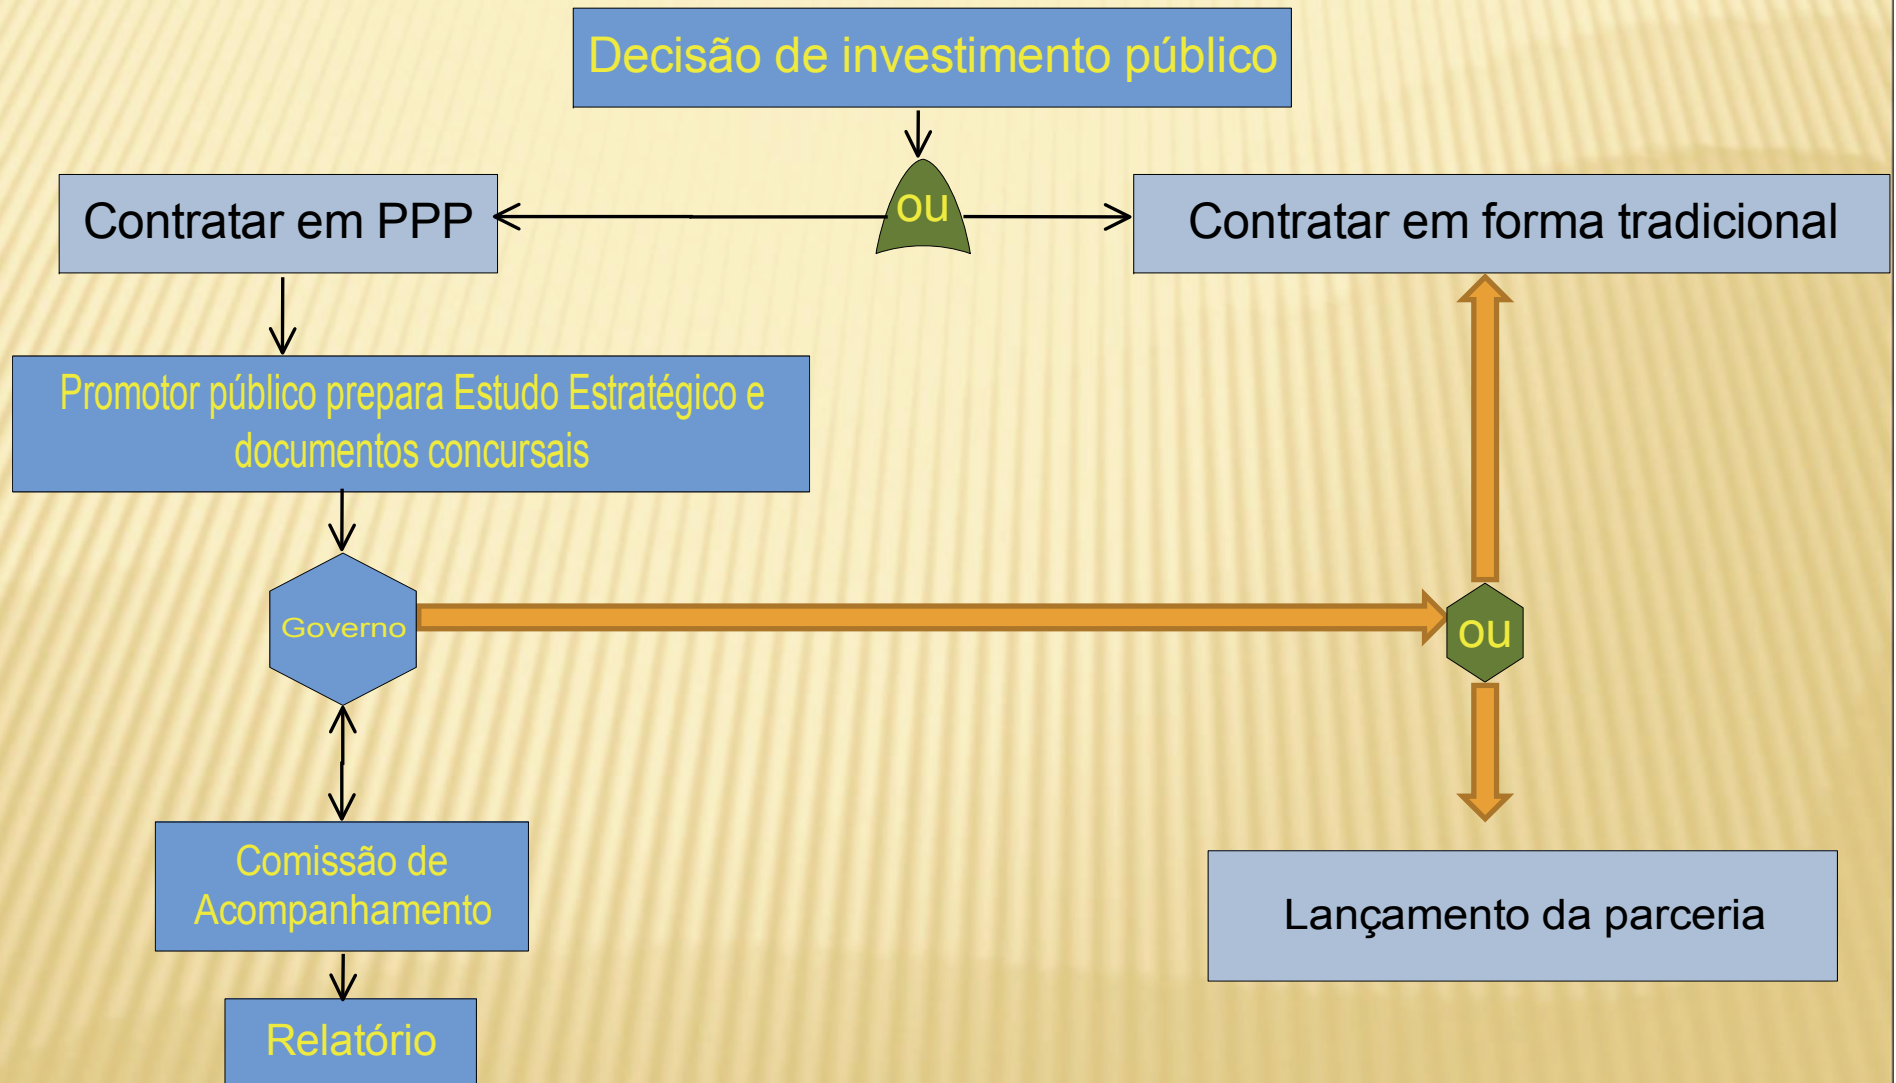 Decisão de investimento público
Contratar em PPP
ou
Contratar em forma tradicional
Promotor público prepara Estudo Estratégico e
documentos concursais
Governo
ou
Comissão de
Acompanhamento
Lançamento da parceria
Relatório